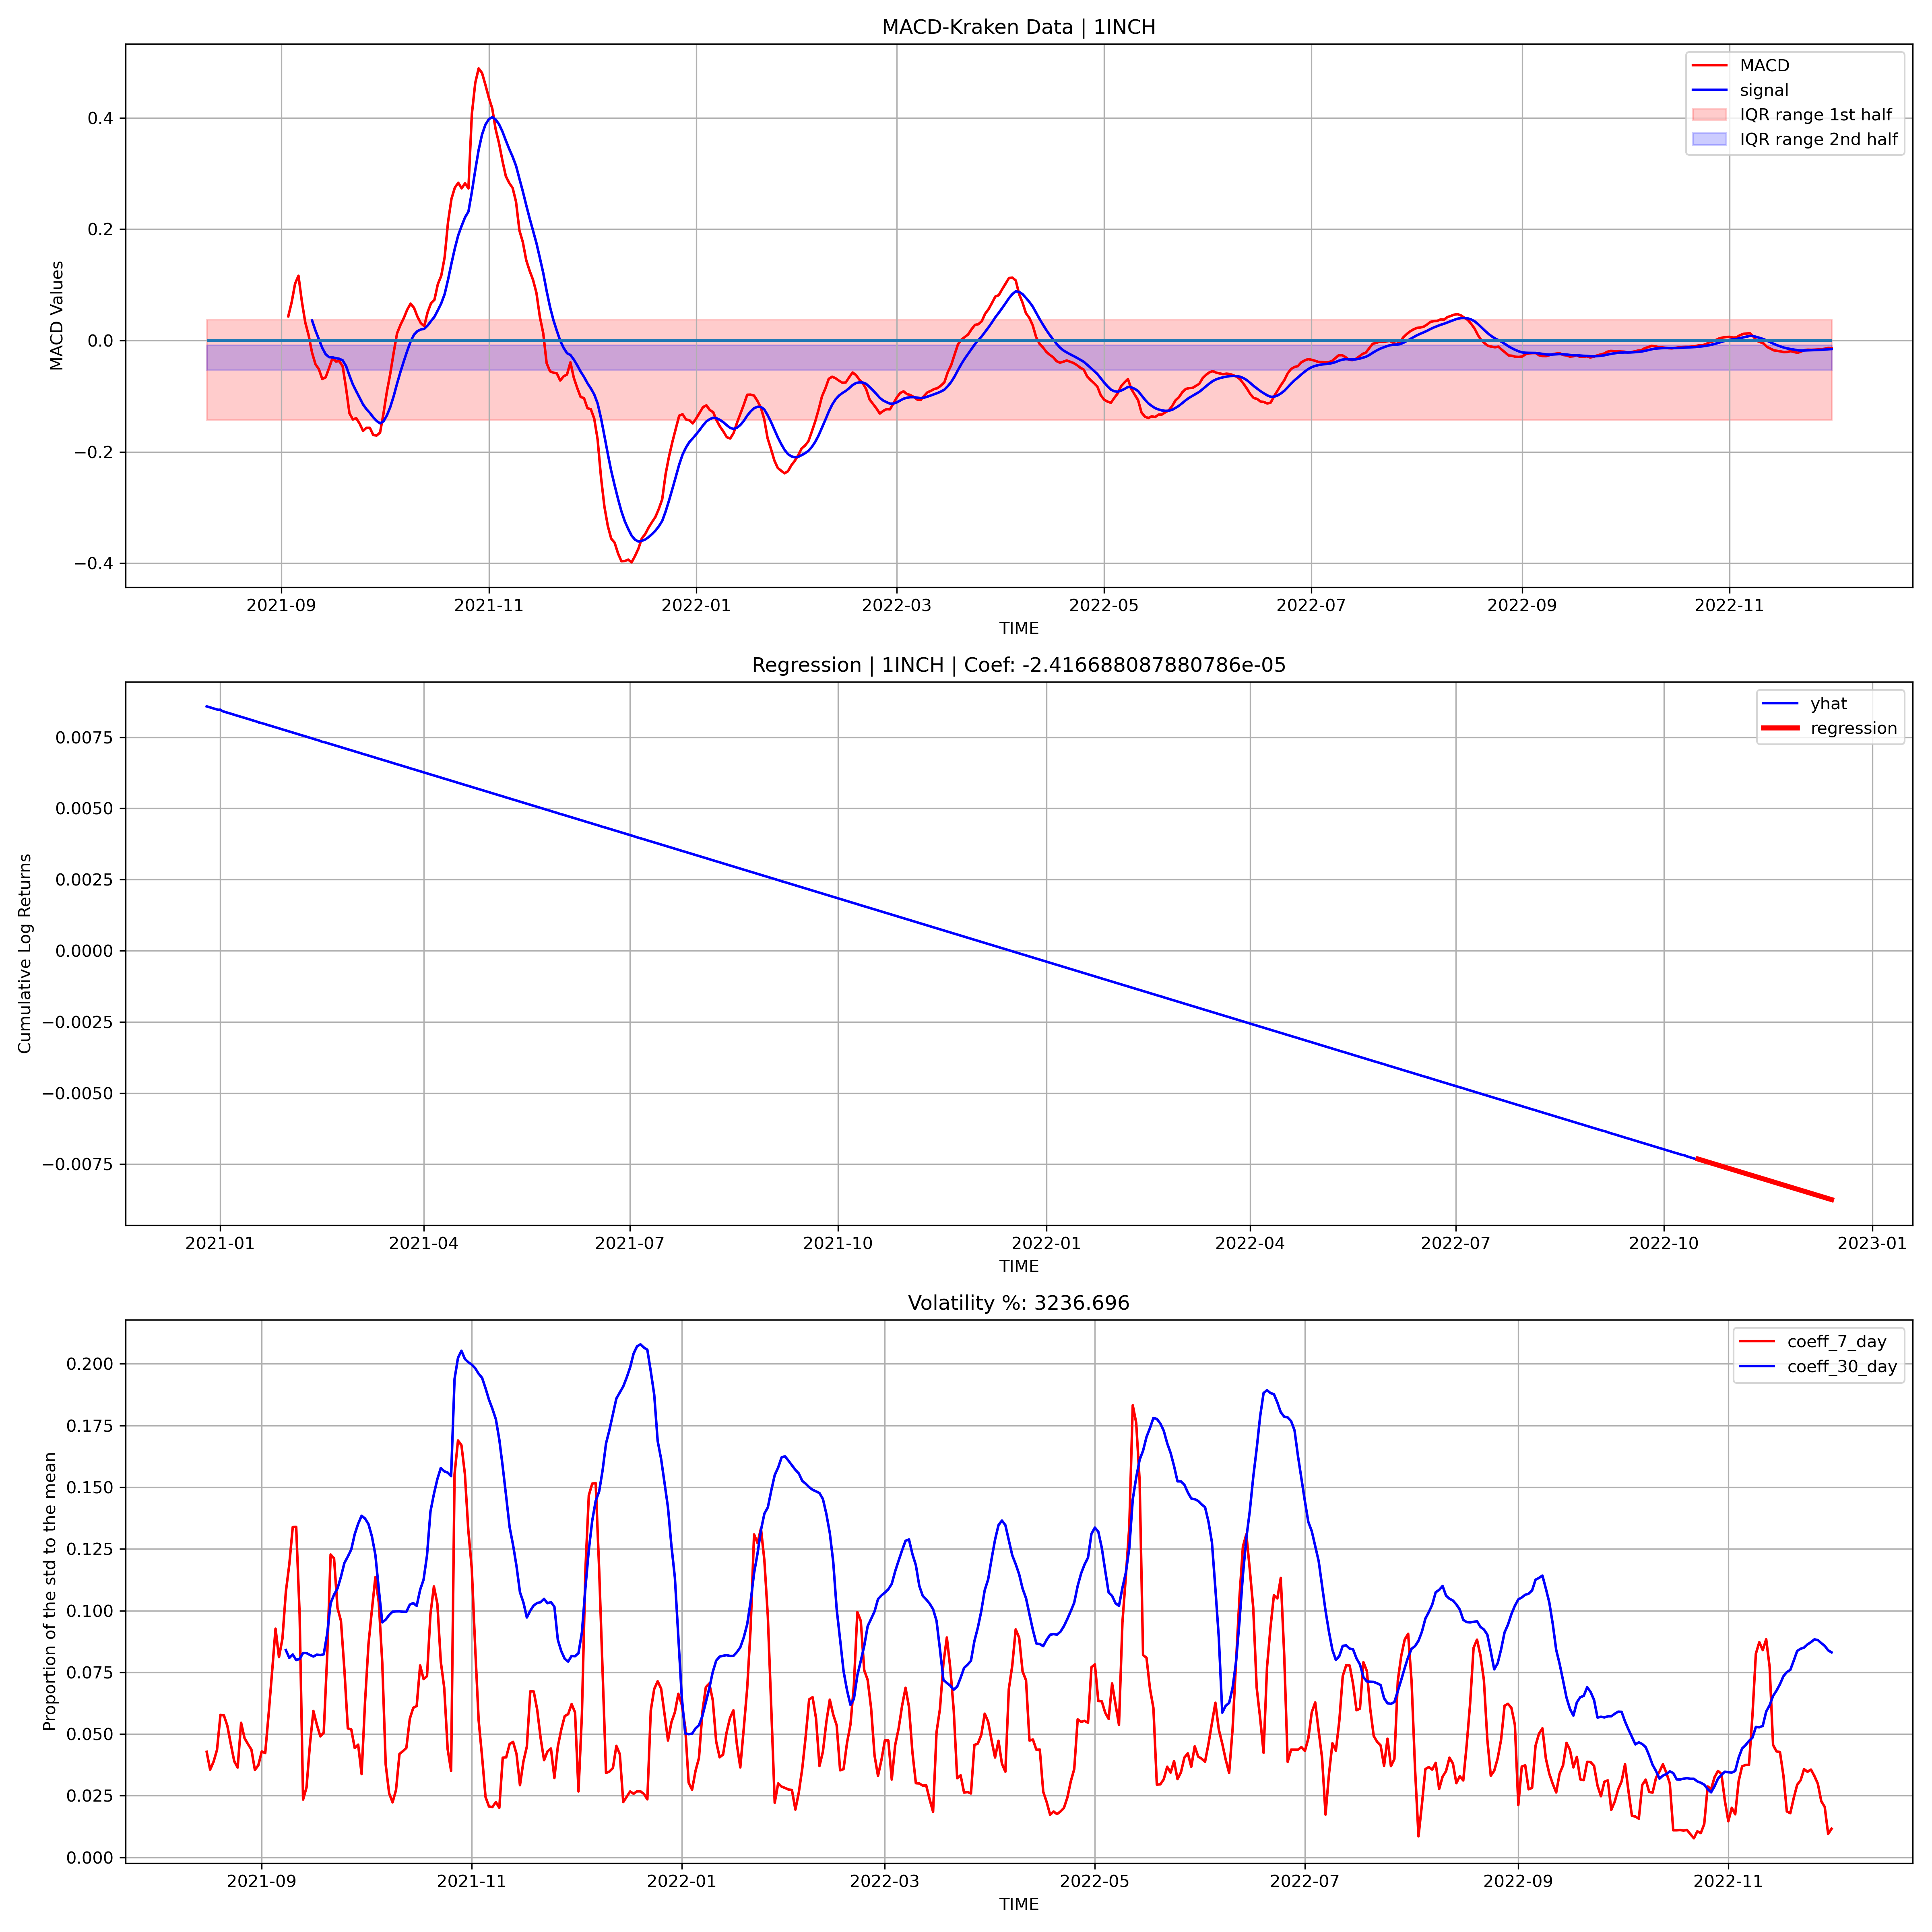 MACD-Kraken Data | 1INCH
MACD
signal
IQR range 1st half
IQR range 2nd half
MACD Values
0.4
0.2
0.0
−0.2
−0.4
2021-09 2021-11 2022-01 2022-03 2022-05 2022-07 2022-09 2022-11
TIME
Regression | 1INCH | Coef: -2.416688087880786e-05
yhat
regression
Cumulative Log Returns
0.0075
0.0050
0.0025
0.0000
−0.0025
−0.0050
−0.0075
2021-01 2021-04 2021-07 2021-10 2022-01 2022-04 2022-07 2022-10 2023-01
TIME
Volatility %: 3236.696
coeff_7_day
coeff_30_day
Proportion of the std to the mean
0.200
0.175
0.150
0.125
0.100
0.075
0.050
0.025
0.000
2021-09 2021-11 2022-01 2022-03 2022-05 2022-07 2022-09 2022-11
TIME